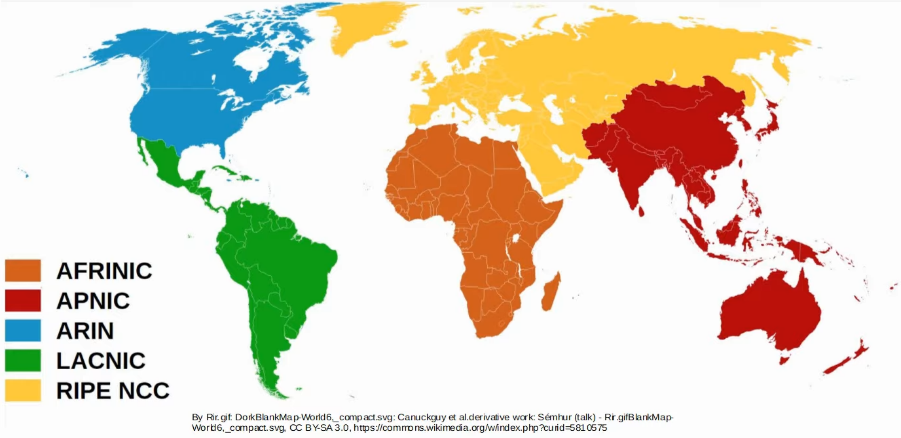 AFRINIC
APNIC
ARIN
LACNIC
RIPE NCC
By Rir.gif: DorkBlankMap-World6,_compact.svg: Canuckguy et al.derivative work: Sémhur (talk) - Rir.gifBlankMap-
World6,_compact.svg, CC BY-SA 3.0, https://commons.wikimedia.org/w/index.php?curid=5810575